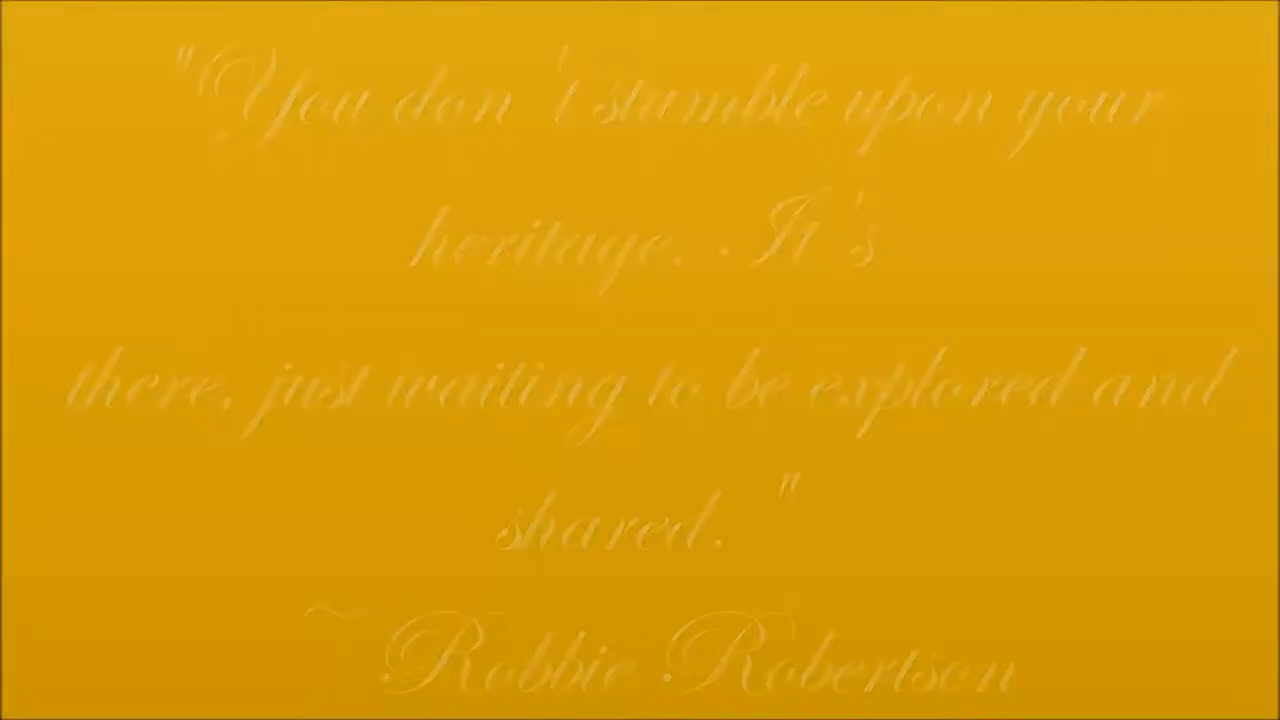 "You don't stumble upon your
heritage. It's
there, just waiting to be explored and
shared."
~ Robbie Robertson